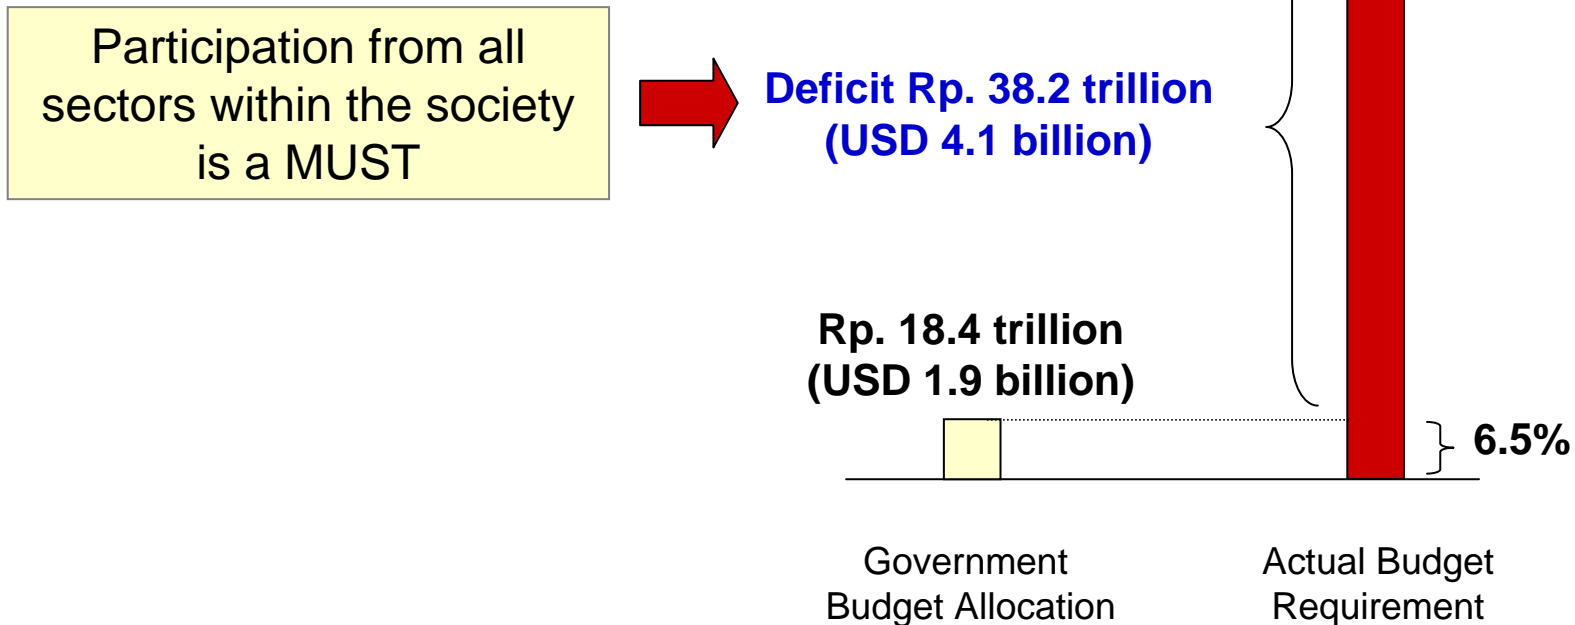 Participation from all
sectors within the society
is a MUST
Deficit Rp. 38.2 trillion
(USD 4.1 billion)
Rp. 18.4 trillion
(USD 1.9 billion)
6.5%
Government
Budget Allocation
Actual Budget
Requirement